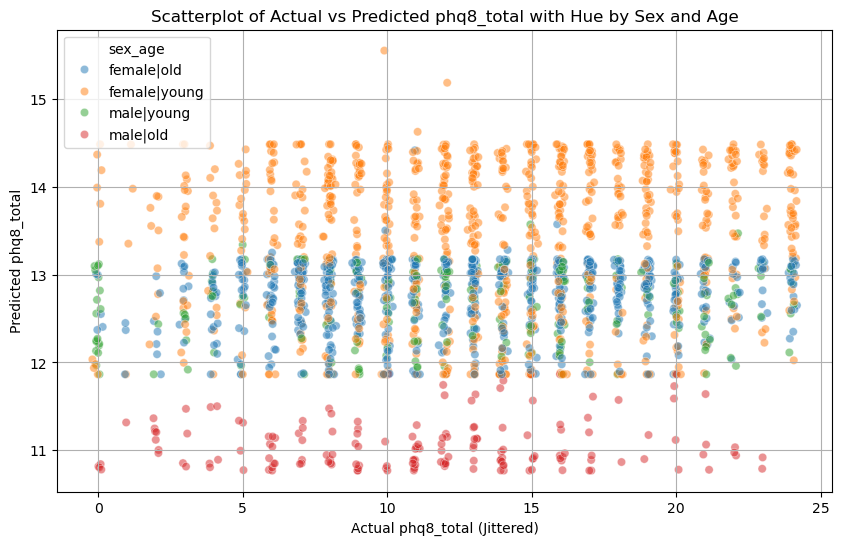 Scatterplot of Actual vs Predicted phq8_total with Hue by Sex and Age
sex_age
female|old
female|young
male|young
male|old
Predicted phq8_total
15
14
13
12
11
0
5
10
15
20
25
Actual phq8_total (Jittered)